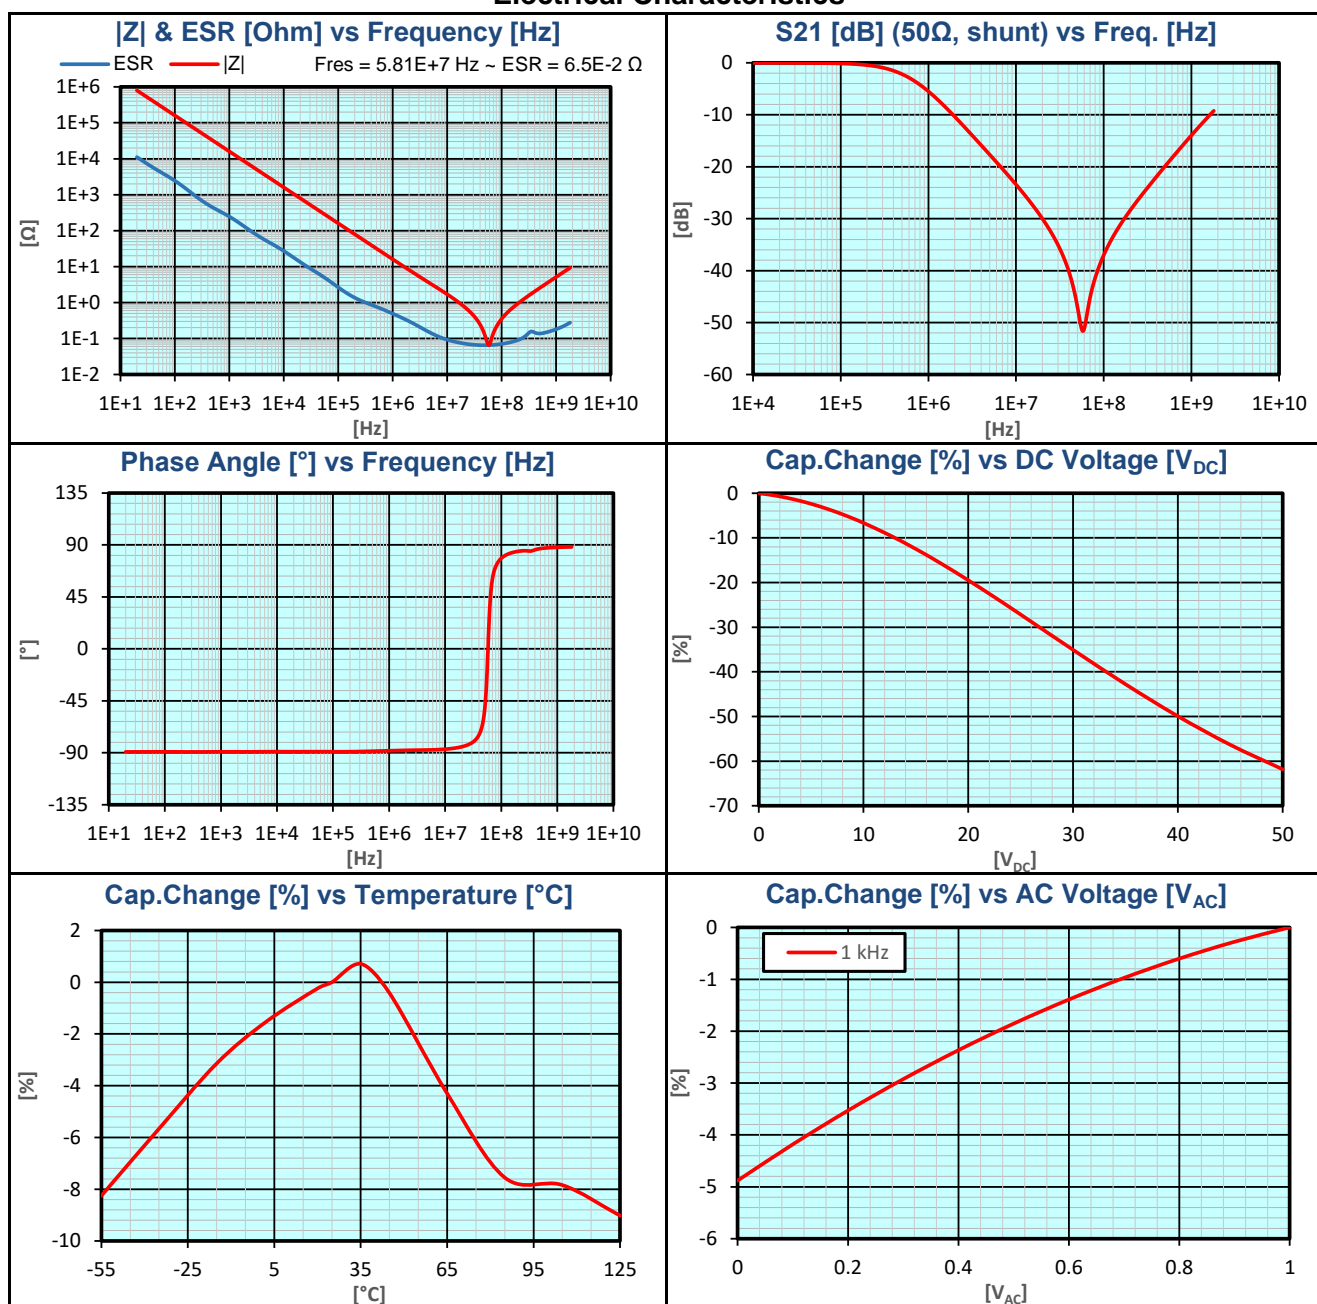 Electrical Characteristics
|Z| & ESR [Ohm] vs Frequency [Hz]
ESR |Z| Fres = 5.81E+7 Hz ~ ESR = 6.5E-2 Ω
1E+6
1E+5
1E+4
1E+3
1E+2
1E+1
1E+0
1E-1
1E-2
[Ω]
1E+1 1E+2 1E+3 1E+4 1E+5 1E+6 1E+7 1E+8 1E+9 1E+10
[Hz]
S21 [dB] (50Ω, shunt) vs Freq. [Hz]
0
-10
-20
-30
-40
-50
-60
[dB]
1E+4 1E+5 1E+6 1E+7 1E+8 1E+9 1E+10
[Hz]
Phase Angle [°] vs Frequency [Hz]
135
90
45
0
-45
-90
-135
[°]
1E+1 1E+2 1E+3 1E+4 1E+5 1E+6 1E+7 1E+8 1E+9 1E+10
[Hz]
Cap.Change [%] vs DC Voltage [VDC]
0
-10
-20
-30
-40
-50
-60
-70
[%]
0 10 20 30 40 50
[VDC]
Cap.Change [%] vs Temperature [°C]
2
0
-2
-4
-6
-8
-10
[%]
-55 -25 5 35 65 95 125
[°C]
Cap.Change [%] vs AC Voltage [VAC]
1 kHz
0
-1
-2
-3
-4
-5
-6
[%]
0 0.2 0.4 0.6 0.8 1
[VAC]